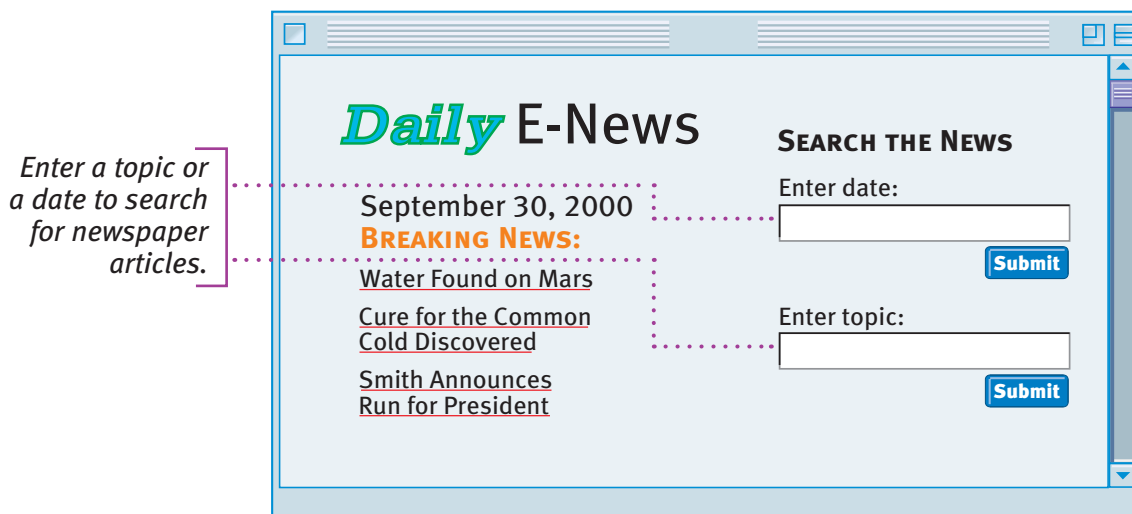 Enter a topic or
a date to search
for newspaper
articles.
Daily E-News
September 30, 2000
BREAKING NEWS:
Water Found on Mars
Cure for the Common
Cold Discovered
Smith Announces
Run for President
SEARCH THE NEWS
Enter date:
Submit
Enter topic:
Submit